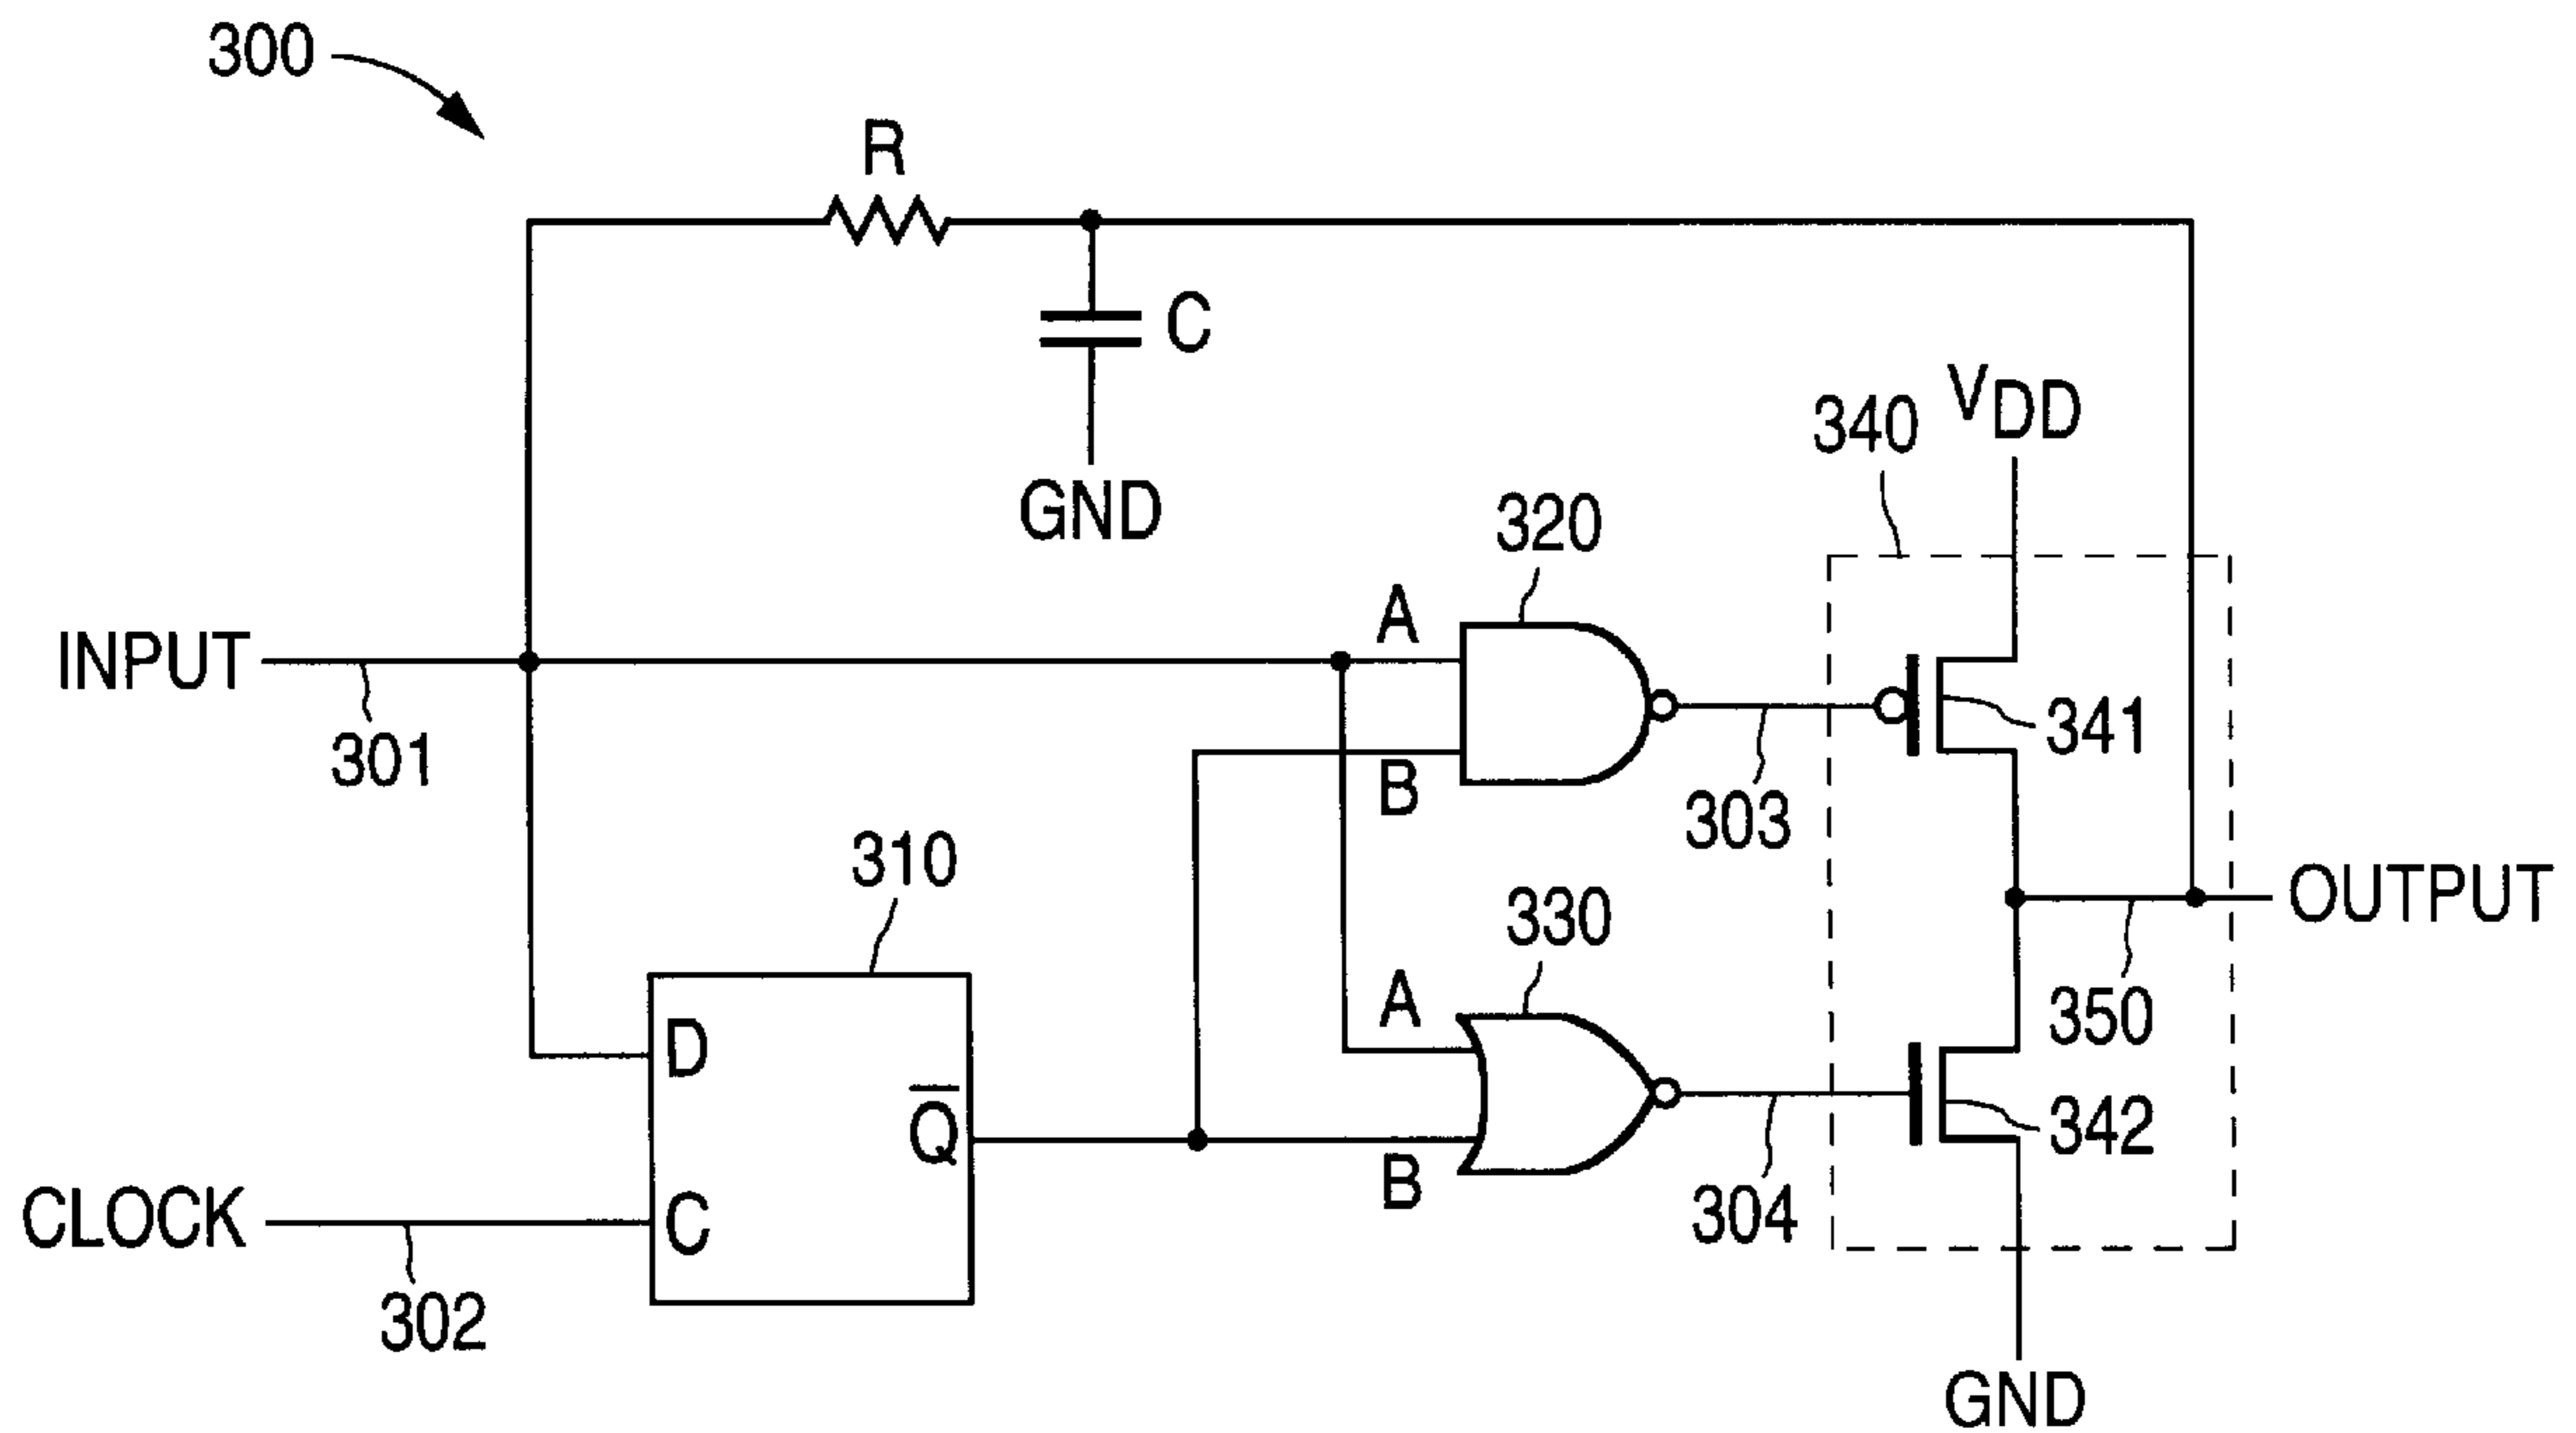 300
R
C
GND
VDD
340
320
A
INPUT
301
B
303
341
310
330
OUTPUT
A
350
D
Q̅
342
B
304
CLOCK
C
302
GND